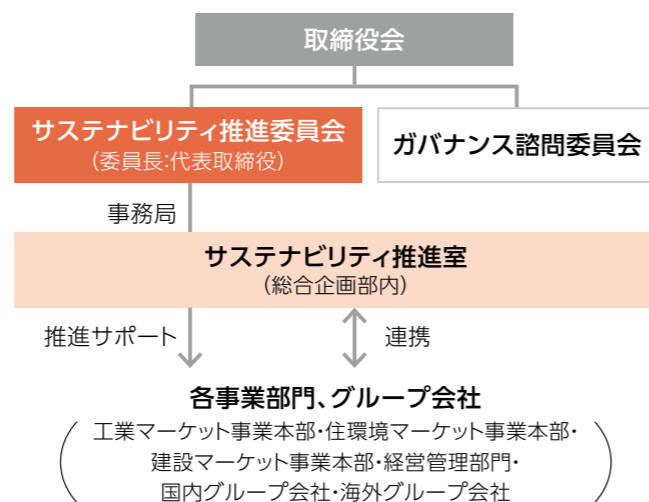 取締役会
サステナビリティ推進委員会
(委員長:代表取締役)
ガバナンス諮問委員会
事務局
サステナビリティ推進室
(総合企画部内)
推進サポート
連携
各事業部門、グループ会社
工業マーケット事業本部・住環境マーケット事業本部・
建設マーケット事業本部・経営管理部門・
国内グループ会社・海外グループ会社